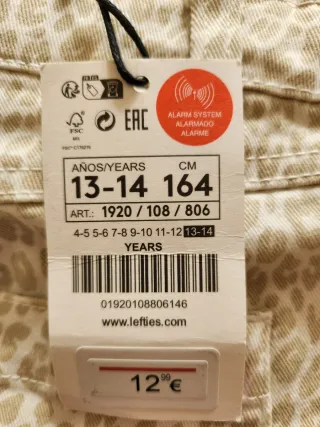 ALARM SYSTEM
ALARMADO
ALARME
FSC
EAC
AÑOS/YEARS CM
13-14 164
ART.: 1920 / 108 / 806
4-5 5-6 7-8 9-10 11-12 13-14
YEARS
01920108806146
www.lefties.com
12,99 €